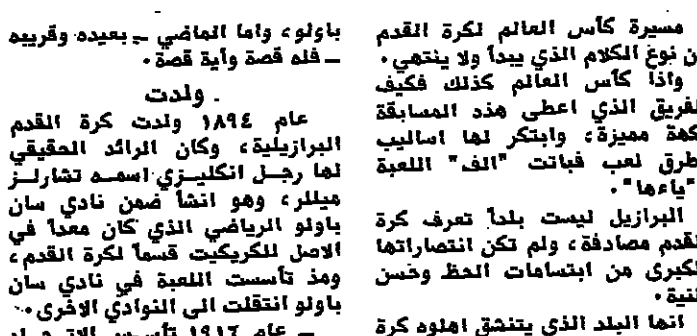 مسيرة كأس العالم لكرة القدم
ن نوع الكلام الذي يبدأ ولا ينتهي.
واذا كأس العالم كذلك فكيف
لفريق الذي اعطى هذه المسابقة
كهة مميزة، وابتكر لها اساليب
طرق لعب فباتت "الف" اللعبة
"ياءها".
البرازيل ليست بلداً تعرف كرة
لقدم مصادفة، ولم تكن انتصاراتها
لكبرى من ابتسامات الحظ وحسن
لنية.
انها البلد الذي يتنشق اهلوه كرة
باولو، واما الماضي - بعيده وقريبه
- فله قصة وأية قصة.
ولدت
عام ١٨٩٤ ولدت كرة القدم
البرازيلية، وكان الرائد الحقيقي
لها رجل انكليزي اسمه تشارلز
ميللر، وهو انشأ ضمن نادي سان
باولو الرياضي الذي كان معداً في
الاصل للكريكيت قسماً لكرة القدم،
ومذ تأسست اللعبة في نادي سان
باولو انتقلت الى النوادي الاخرى.
- عام ١٩١٦ تأسس